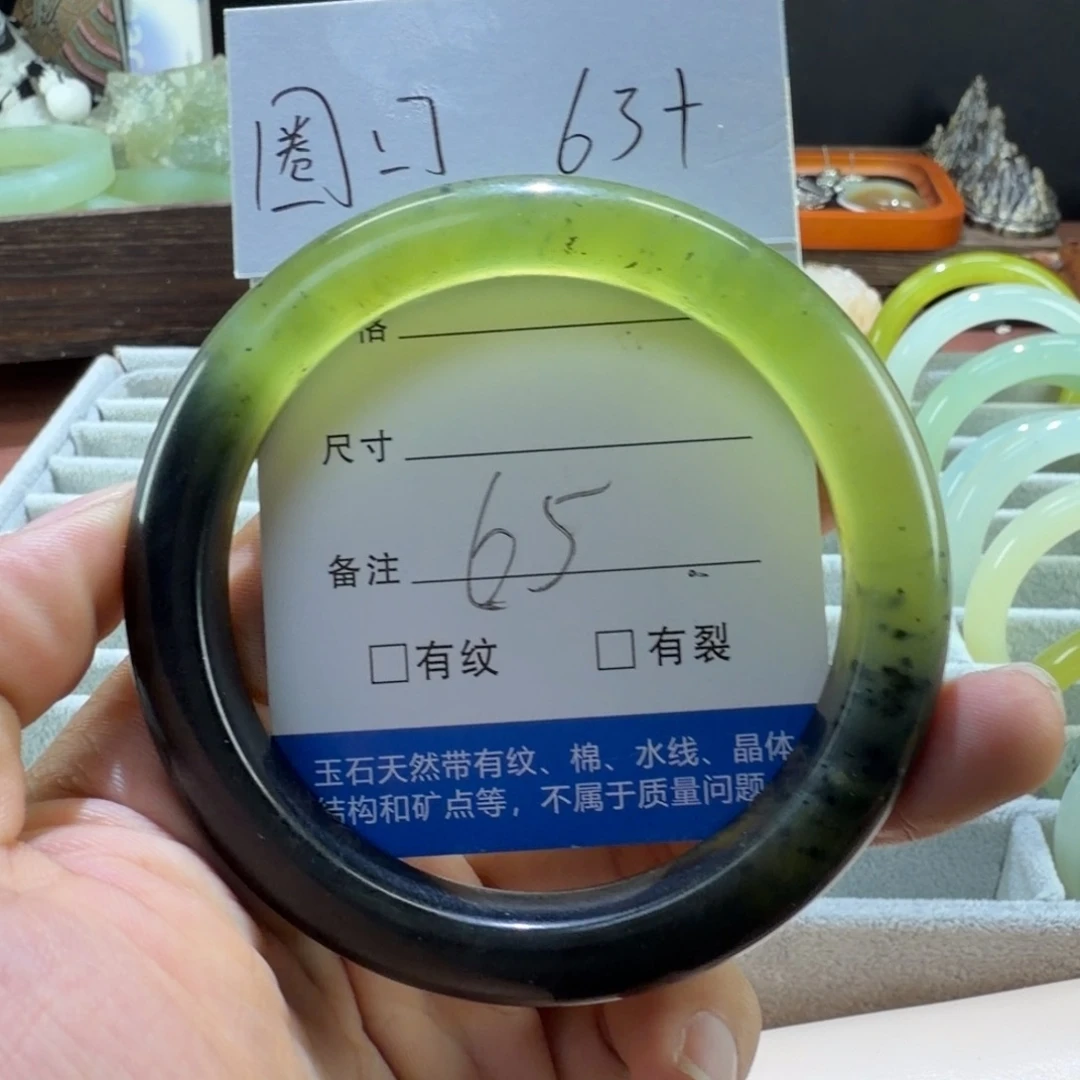 圈口 63+
格
尺寸
65
备注
□有纹 □有裂
玉石天然带有纹、棉、水线、晶体
结构和矿点等，不属于质量问题